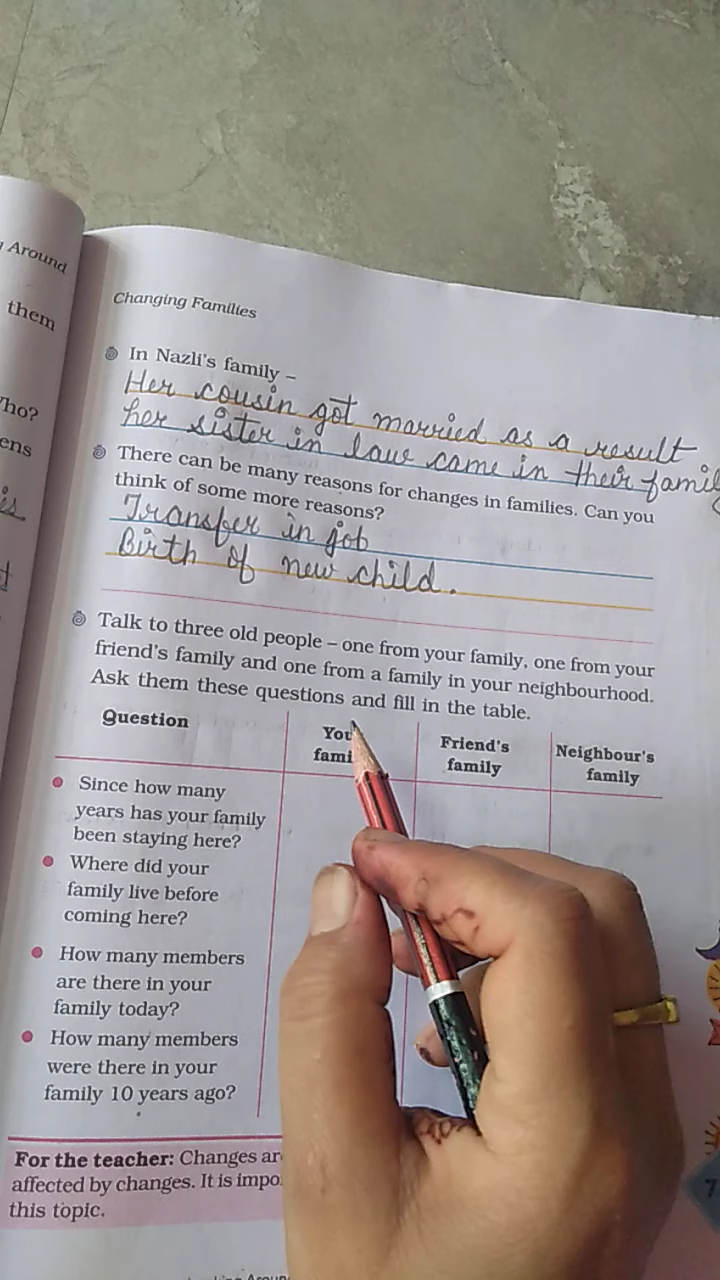 Around
them
ens
Changing Families
In Nazli's family –
Her cousin got married as a result
her sister in law came in their
There can be many reasons for changes in families. Can you
think of some more reasons?
Transfer in job
Birth of new child.
Talk to three old people – one from your family, one from your
friend's family and one from a family in your neighbourhood.
Ask them these questions and fill in the table.
Question
Friend's
family
Neighbour's
family
Since how many
years has your family
been staying here?
Where did your
family live before
coming here?
How many members
are there in your
family today?
How many members
were there in your
family 10 years ago?
For the teacher: Changes
affected by changes. It is
this topic.
7